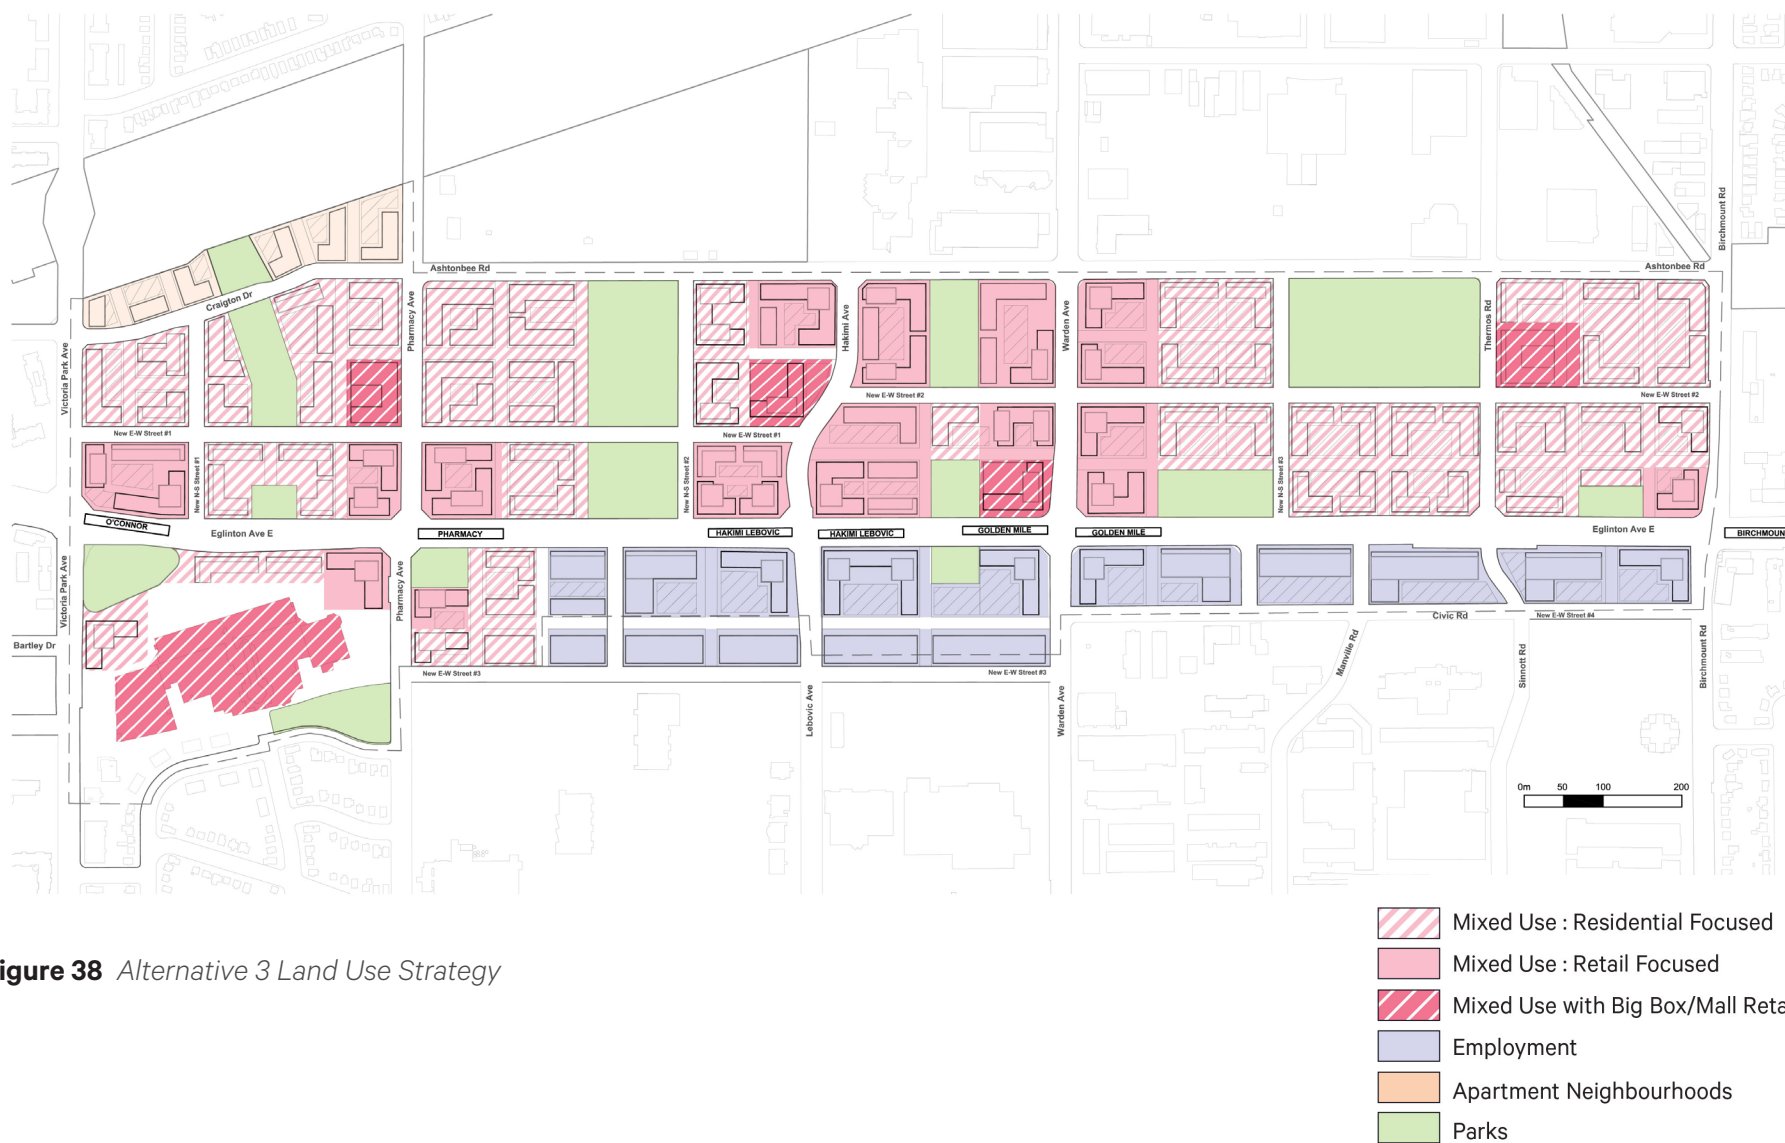 Birchmount Rd
Ashtonbee Rd
Ashtonbee Rd
Craigton Dr
Pharmacy Ave
Hakimi Ave
Warden Ave
Thermos Rd
Victoria Park Ave
New E-W Street #2
New E-W Street #2
New E-W Street #1
New E-W Street #1
New N-S Street #1
New N-S Street #2
New N-S Street #3
O'CONNOR
Eglinton Ave E
PHARMACY
HAKIMI LEBOVIC
HAKIMI LEBOVIC
GOLDEN MILE
GOLDEN MILE
Eglinton Ave E
BIRCHMOUN
Victoria Park Ave
Pharmacy Ave
Civic Rd
New E-W Street #4
Bartley Dr
Manville Rd
Sinnott Rd
Birchmount Rd
New E-W Street #3
New E-W Street #3
Lebovic Ave
Warden Ave
0m 50 100 200
igure 38 Alternative 3 Land Use Strategy
Mixed Use : Residential Focused
Mixed Use : Retail Focused
Mixed Use with Big Box/Mall Reta
Employment
Apartment Neighbourhoods
Parks